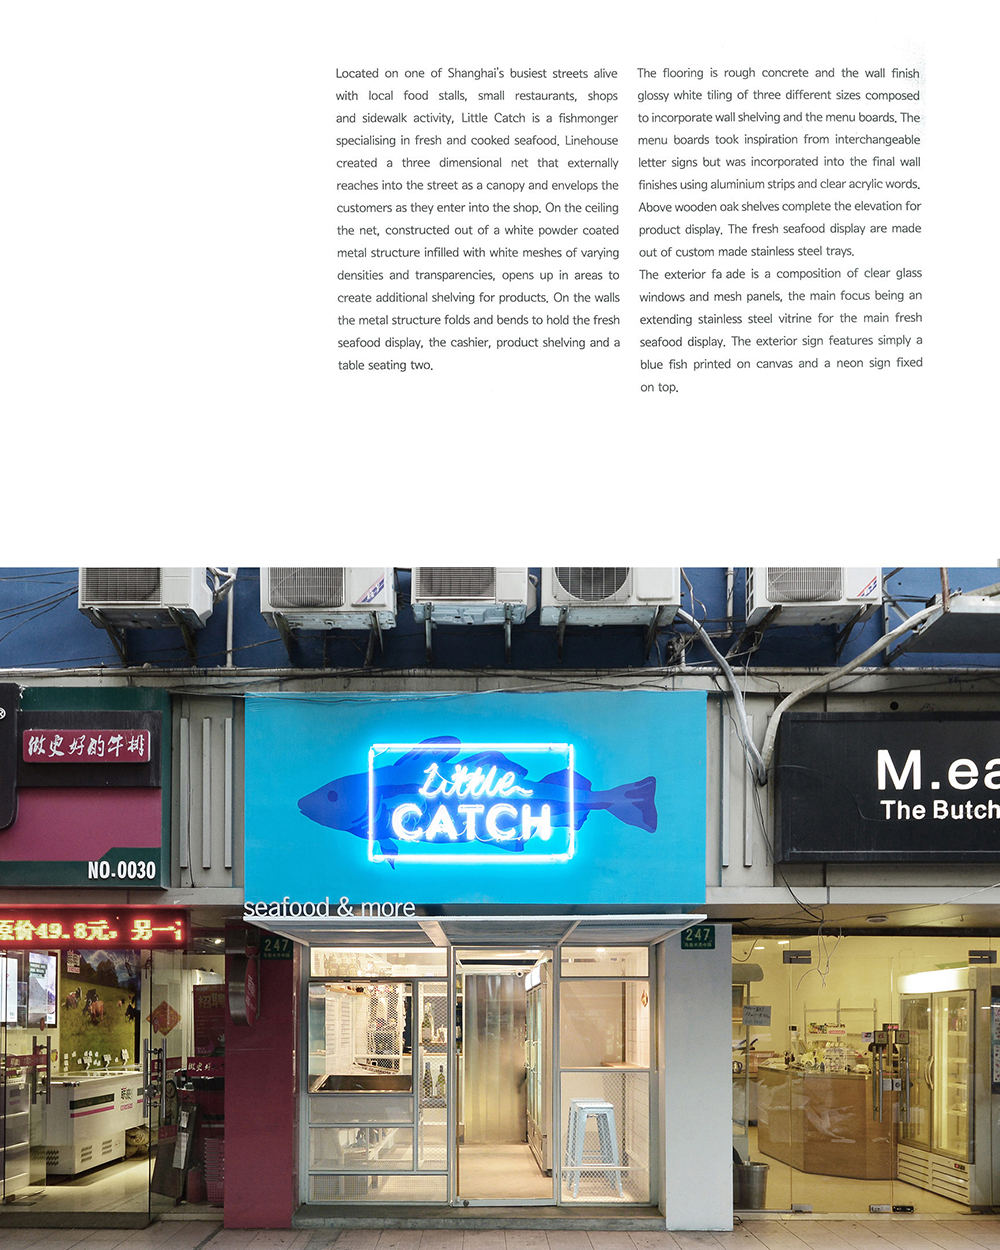 Located on one of Shanghai's busiest streets alive
with local food stalls, small restaurants, shops
and sidewalk activity, Little Catch is a fishmonger
specialising in fresh and cooked seafood. Linehouse
created a three dimensional net that externally
reaches into the street as a canopy and envelops the
customers as they enter into the shop. On the ceiling
the net, constructed out of a white powder coated
metal structure infilled with white meshes of varying
densities and transparencies, opens up in areas to
create additional shelving for products. On the walls
the metal structure folds and bends to hold the fresh
seafood display, the cashier, product shelving and a
table seating two.
The flooring is rough concrete and the wall finish
glossy white tiling of three different sizes composed
to incorporate wall shelving and the menu boards. The
menu boards took inspiration from interchangeable
letter signs but was incorporated into the final wall
finishes using aluminium strips and clear acrylic words.
Above wooden oak shelves complete the elevation for
product display. The fresh seafood display are made
out of custom made stainless steel trays.
The exterior fa ade is a composition of clear glass
windows and mesh panels, the main focus being an
extending stainless steel vitrine for the main fresh
seafood display. The exterior sign features simply a
blue fish printed on canvas and a neon sign fixed
on top.
做更好的牛排
NO.0030
原价49.8元，另一
Little
CATCH
seafood & more
247
247
M.ea
The Butch